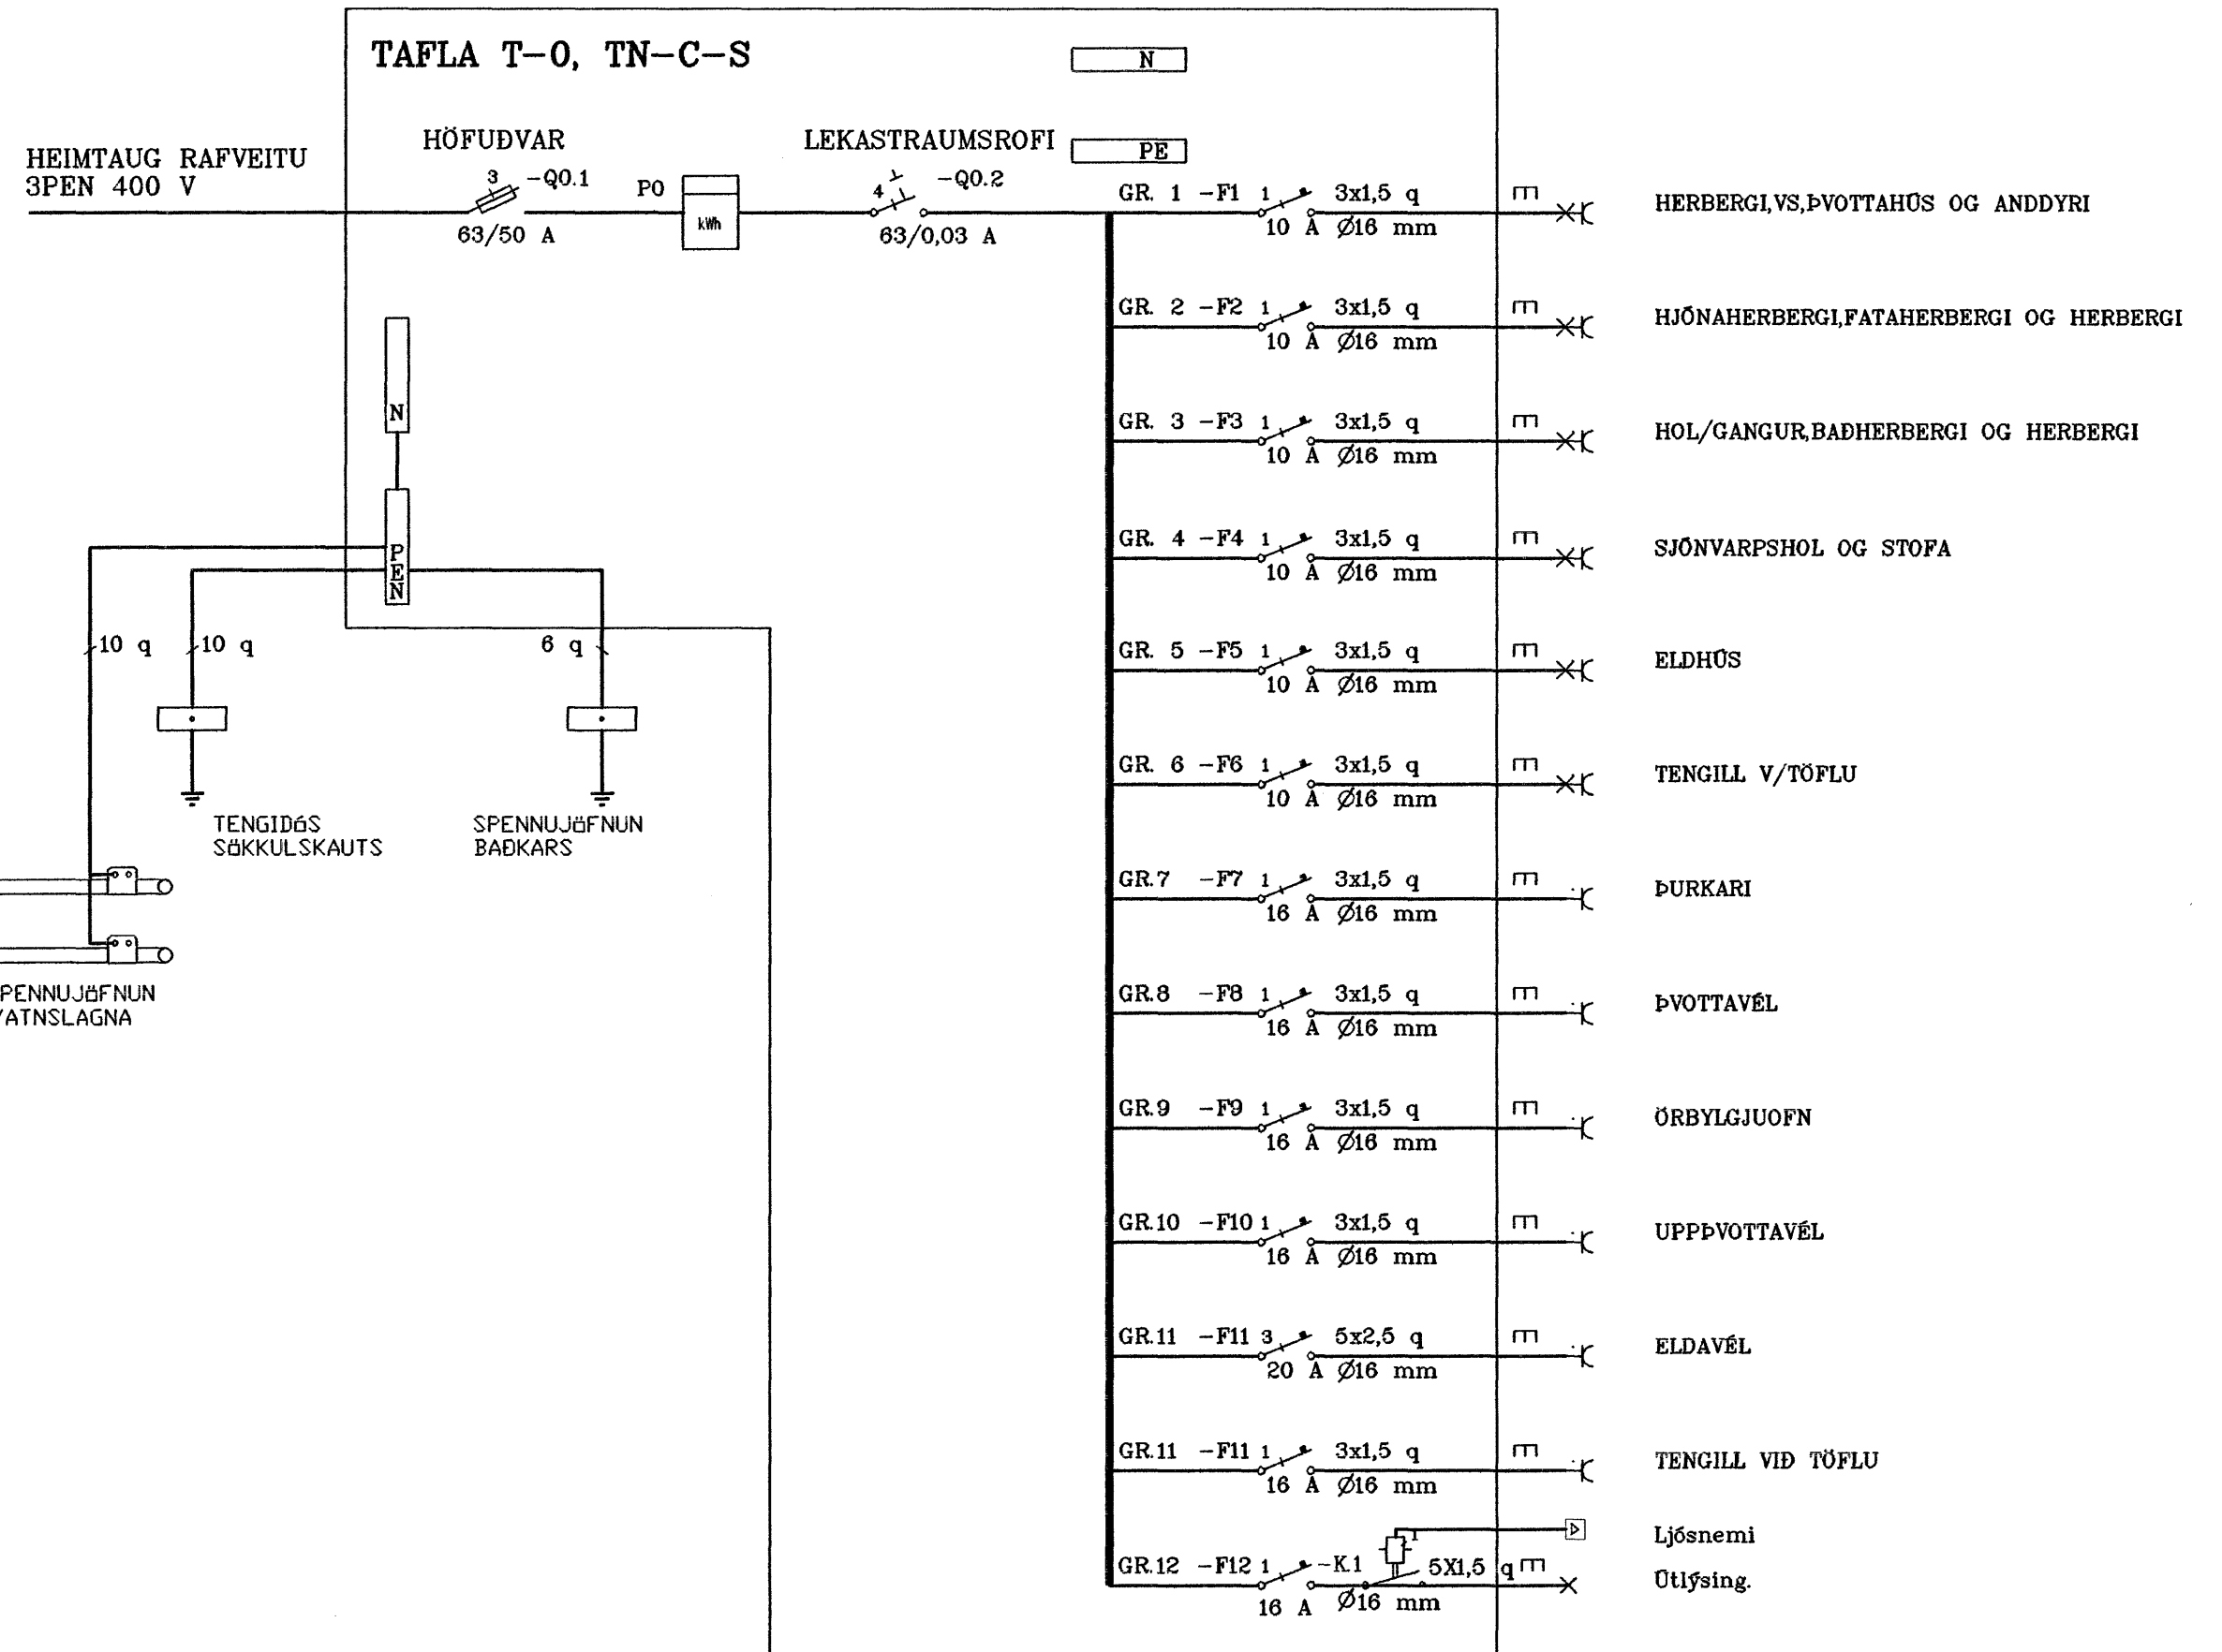 TAFLA T-0, TN-C-S
N
HÖFUÐVAR
LEKASTRAUMSROFI
PE
HEIMTAUG RAFVEITU
3PEN 400 V
3 -Q0.1
63/50 A
P0
kWh
4 -Q0.2
63/0,03 A
GR. 1 -F1 1 3x1,5 q
10 A Ø16 mm
HERBERGI,VS,ÞVOTTAHÚS OG ANDDYRI
GR. 2 -F2 1 3x1,5 q
10 A Ø16 mm
HJÓNAHERBERGI,FATAHERBERGI OG HERBERGI
GR. 3 -F3 1 3x1,5 q
10 A Ø16 mm
HOL/GANGUR,BAÐHERBERGI OG HERBERGI
GR. 4 -F4 1 3x1,5 q
10 A Ø16 mm
SJÓNVARPSHOL OG STOFA
GR. 5 -F5 1 3x1,5 q
10 A Ø16 mm
ELDHÚS
GR. 6 -F6 1 3x1,5 q
10 A Ø16 mm
TENGILL V/TÖFLU
GR.7 -F7 1 3x1,5 q
16 A Ø16 mm
ÞURKARI
GR.8 -F8 1 3x1,5 q
16 A Ø16 mm
ÞVOTTAVÉL
GR.9 -F9 1 3x1,5 q
16 A Ø16 mm
ÖRBYLGJUOFN
GR.10 -F10 1 3x1,5 q
16 A Ø16 mm
UPPÞVOTTAVÉL
GR.11 -F11 3 5x2,5 q
20 A Ø16 mm
ELDAVÉL
GR.11 -F11 1 3x1,5 q
16 A Ø16 mm
TENGILL VIÐ TÖFLU
1
Ljósnemi
GR.12 -F12 1 -K1 5X1,5 q
16 A Ø16 mm
Útlýsing.
N
PEN
10 q
10 q
6 q
TENGIDÓS
SÖKKULSKAUTS
SPENNUJÖFNUN
BAÐKARS
PENNUJÖFNUN
VATNSLAGNA